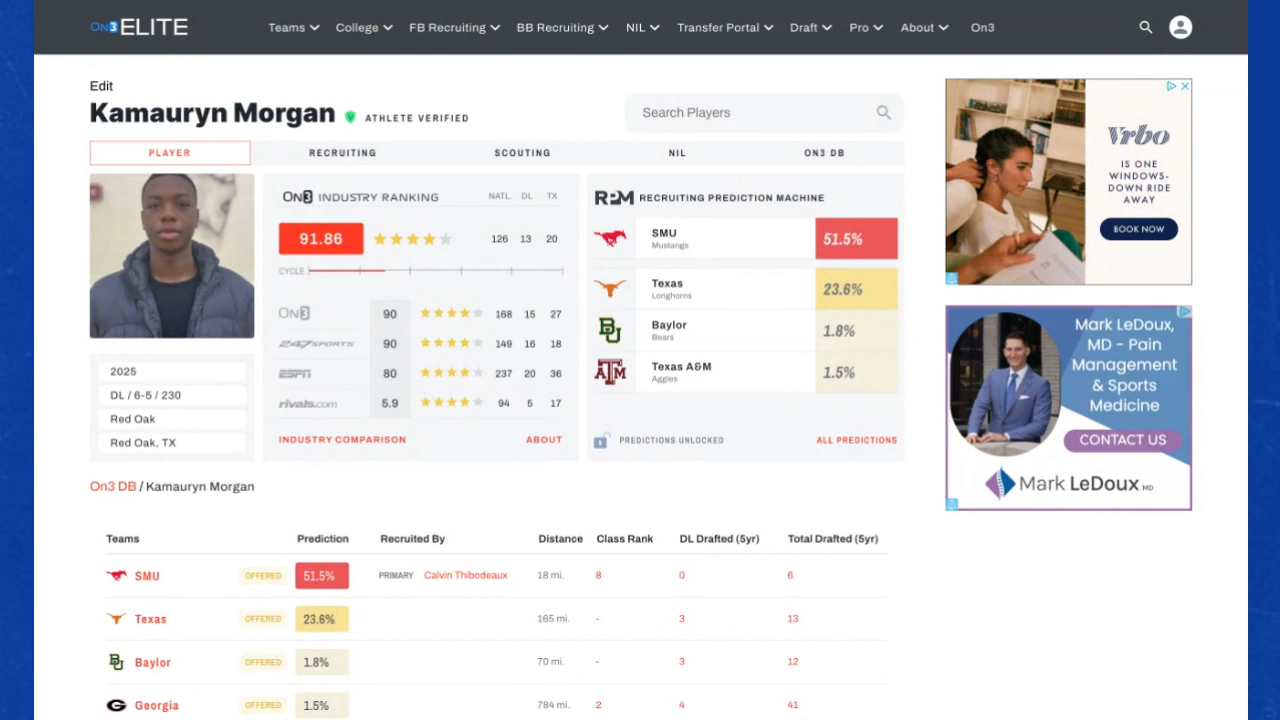 On3 ELITE Teams College FB Recruiting BB Recruiting NIL Transfer Portal Draft Pro About On3
Edit
Kamauryn Morgan ATHLETE VERIFIED
Search Players
PLAYER RECRUITING SCOUTING NIL ON3 DB
2025
DL / 6-5 / 230
Red Oak
Red Oak, TX
On3 INDUSTRY RANKING NATL. DL TX
91.86 126 13 20
CYCLE
On3 90 168 15 27
247SPORTS 90 149 16 18
ESPN 80 237 20 36
rivals.com 5.9 94 5 17
INDUSTRY COMPARISON ABOUT
RPM RECRUITING PREDICTION MACHINE
SMU
Mustangs
51.5%
Texas
Longhorns
23.6%
Baylor
Bears
1.8%
Texas A&M
Aggies
1.5%
PREDICTIONS UNLOCKED ALL PREDICTIONS
Vrbo
IS ONE
WINDOWS-
DOWN RIDE
AWAY
BOOK NOW
Mark LeDoux,
MD - Pain
Management
& Sports
Medicine
CONTACT US
Mark LeDoux MD
On3 DB / Kamauryn Morgan
Teams Prediction Recruited By Distance Class Rank DL Drafted (5yr) Total Drafted (5yr)
SMU OFFERED 51.5% PRIMARY Calvin Thibodeaux 18 mi. 8 0 6
Texas OFFERED 23.6% 165 mi. - 3 13
Baylor OFFERED 1.8% 70 mi. - 3 12
Georgia OFFERED 1.5% 784 mi. 2 4 41